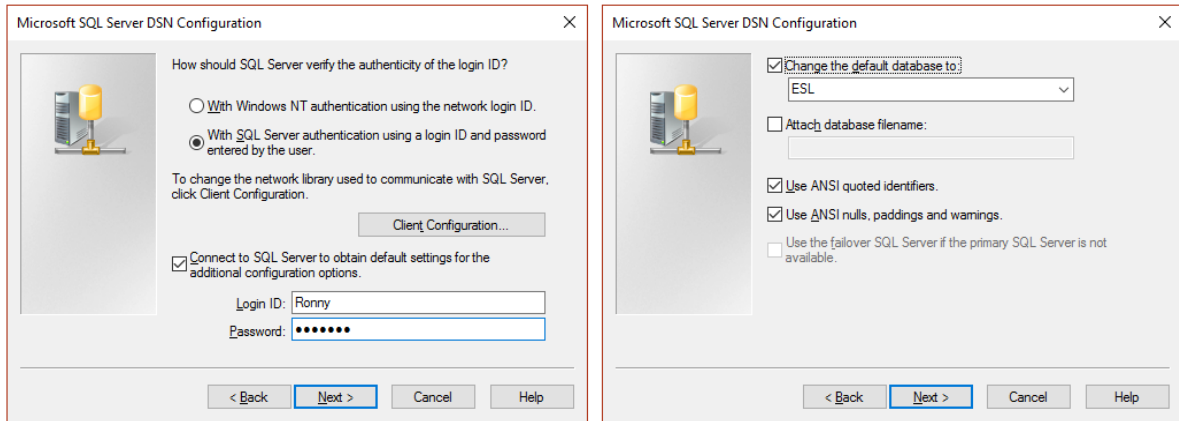 Microsoft SQL Server DSN Configuration
How should SQL Server verify the authenticity of the login ID?
With Windows NT authentication using the network login ID.
With SQL Server authentication using a login ID and password
entered by the user.
To change the network library used to communicate with SQL Server,
click Client Configuration.
Client Configuration...
Connect to SQL Server to obtain default settings for the
additional configuration options.
Login ID: Ronny
Password: •••••••
< Back Next > Cancel Help
Microsoft SQL Server DSN Configuration
Change the default database to:
ESL
Attach database filename:
Use ANSI quoted identifiers.
Use ANSI nulls, paddings and warnings.
Use the failover SQL Server if the primary SQL Server is not
available.
< Back Next > Cancel Help